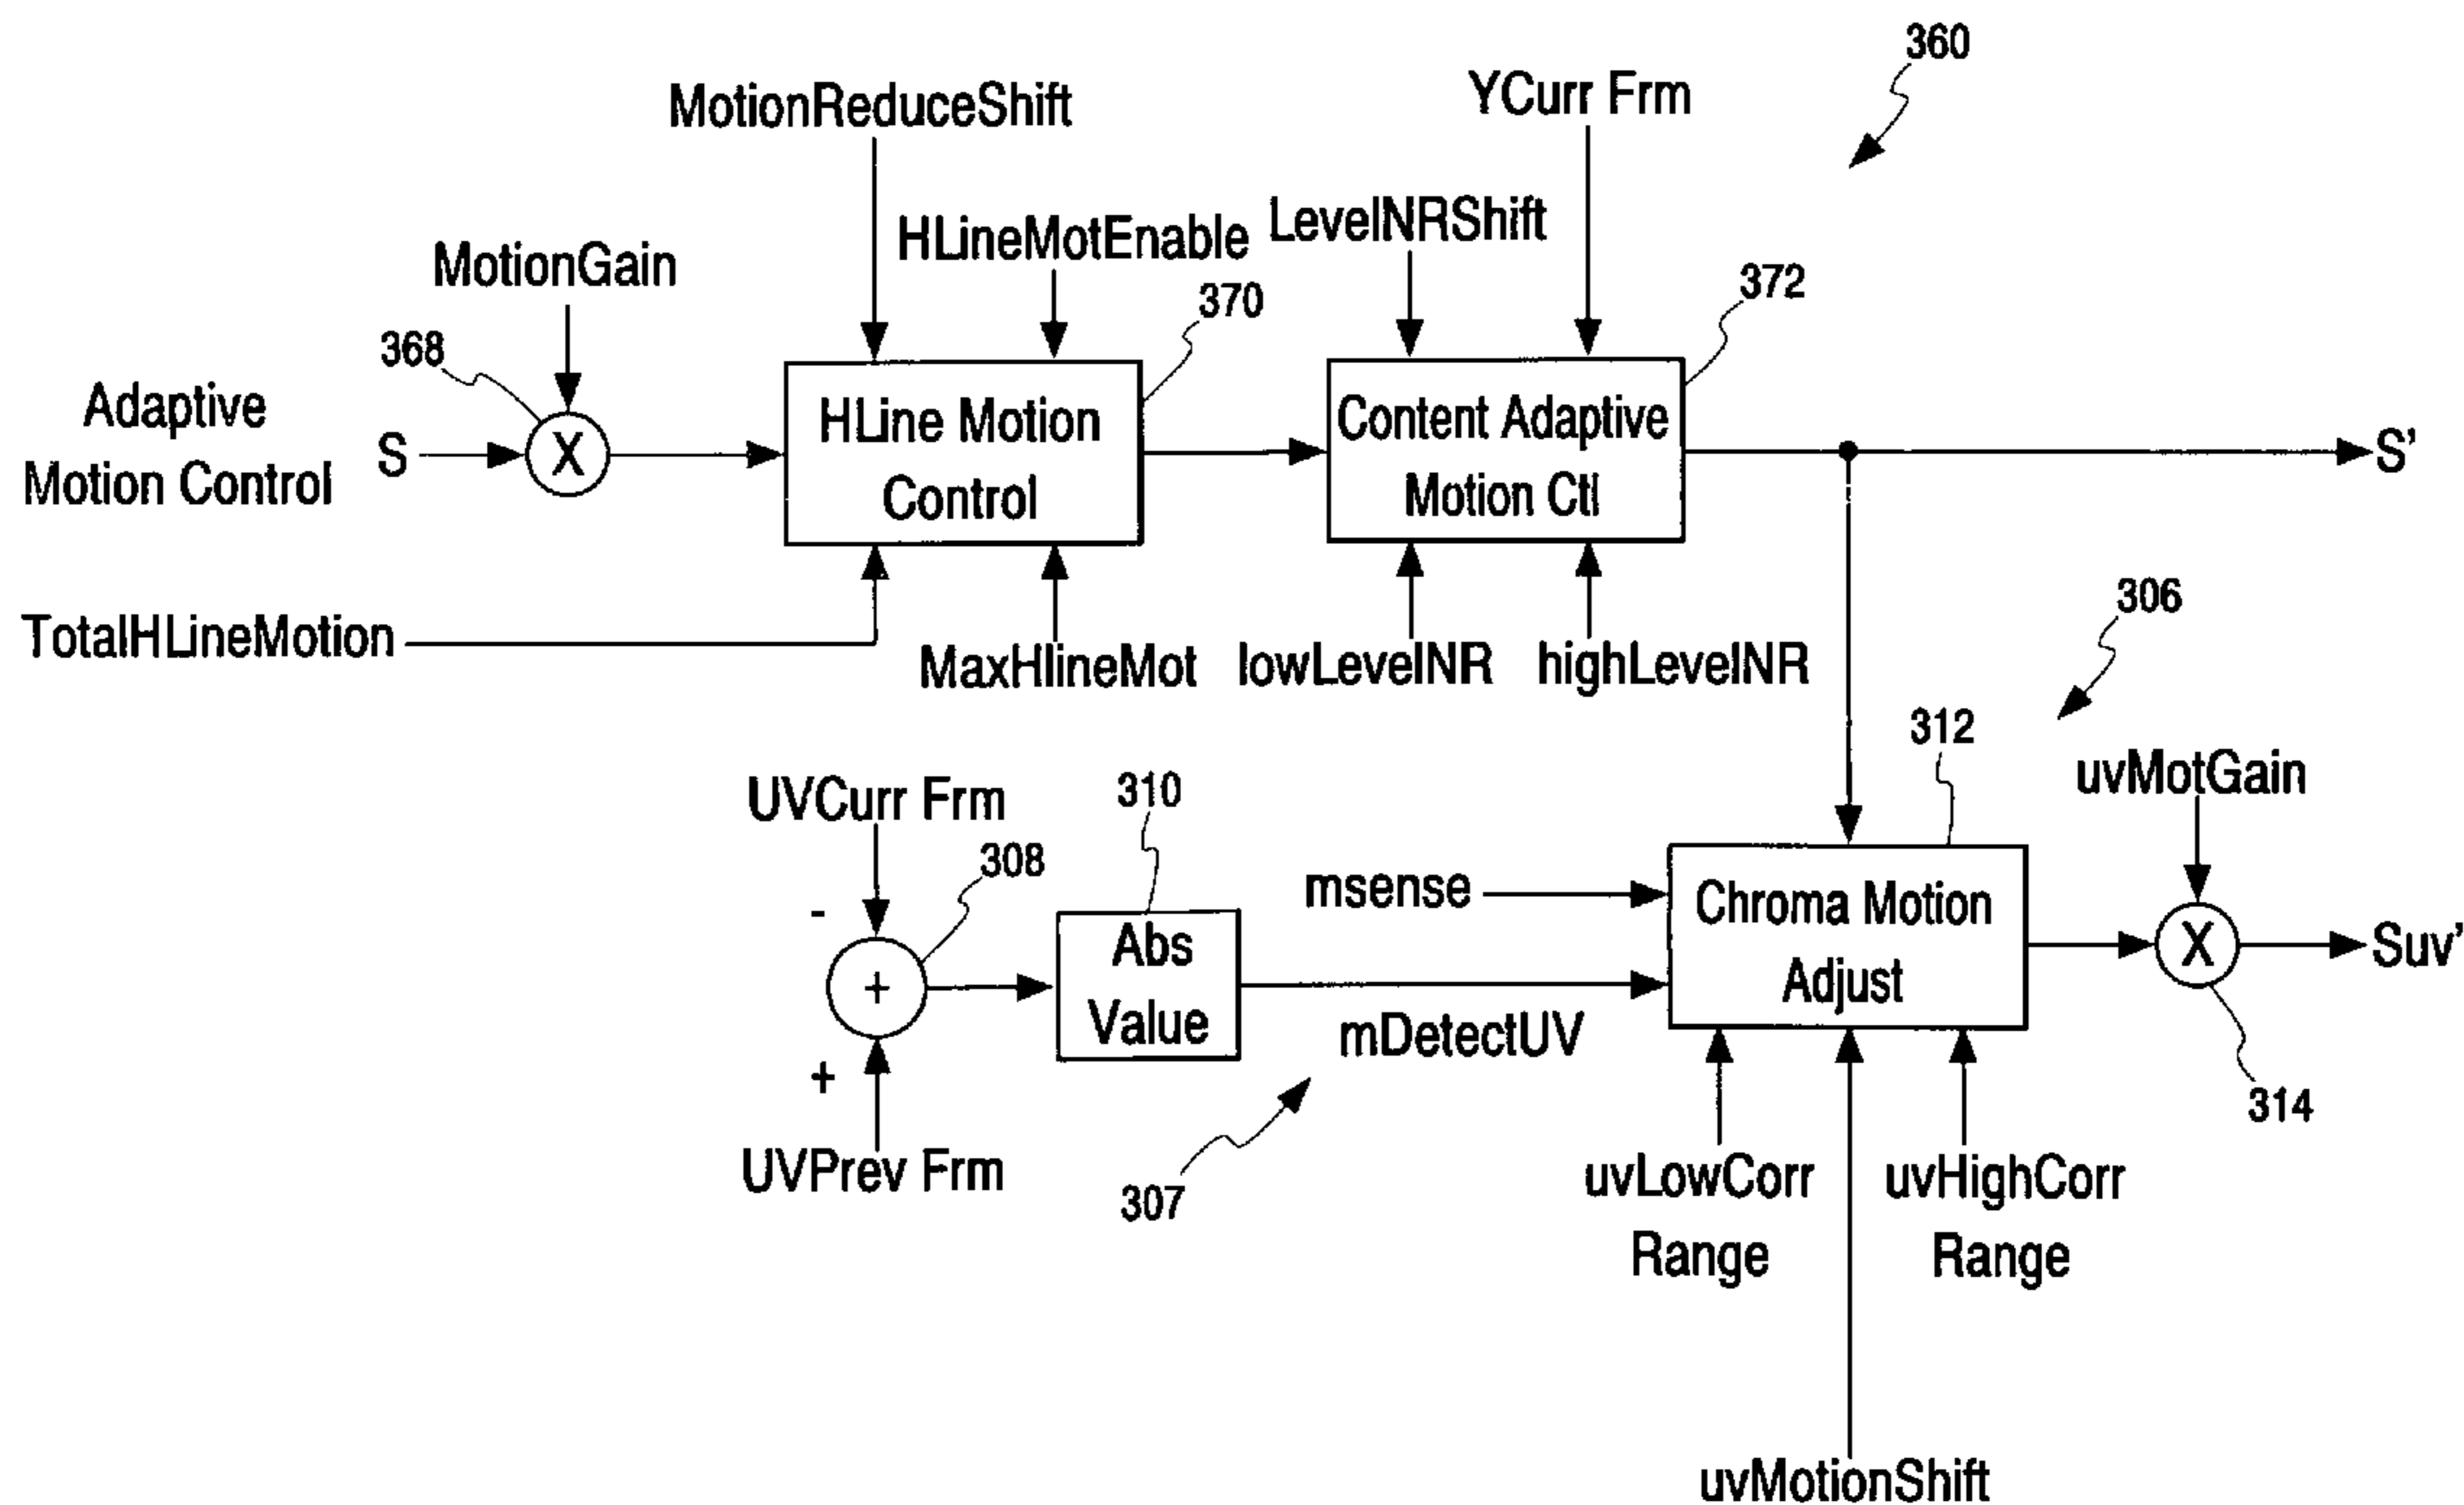 360
MotionReduceShift
YCurr Frm
HLineMotEnable
LevelNRShift
MotionGain
370
372
368
Adaptive
Motion Control
S
X
HLine Motion
Control
Content Adaptive
Motion Ctl
S'
TotalHLineMotion
MaxHlineMot
lowLevelNR
highLevelNR
306
312
UVCurr Frm
310
uvMotGain
308
-
msense
Abs
Value
+
Chroma Motion
Adjust
X
Suv'
mDetectUV
+
UVPrev Frm
307
314
uvLowCorr
Range
uvHighCorr
Range
uvMotionShift